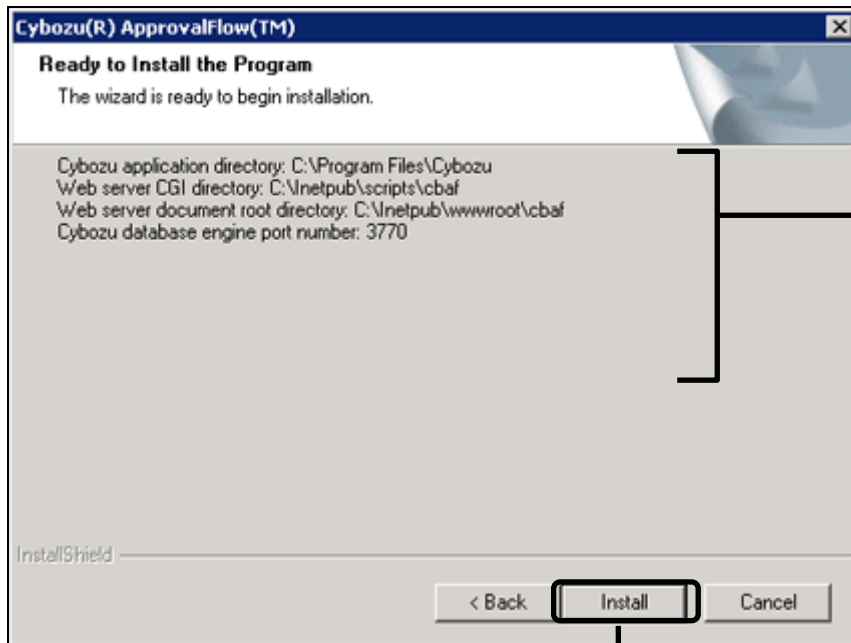 Cybozu(R) ApprovalFlow(TM)
Ready to Install the Program
The wizard is ready to begin installation.
Cybozu application directory: C:\Program Files\Cybozu
Web server CGI directory: C:\Inetpub\scripts\cbaf
Web server document root directory: C:\Inetpub\wwwroot\cbaf
Cybozu database engine port number: 3770
InstallShield
< Back
Install
Cancel